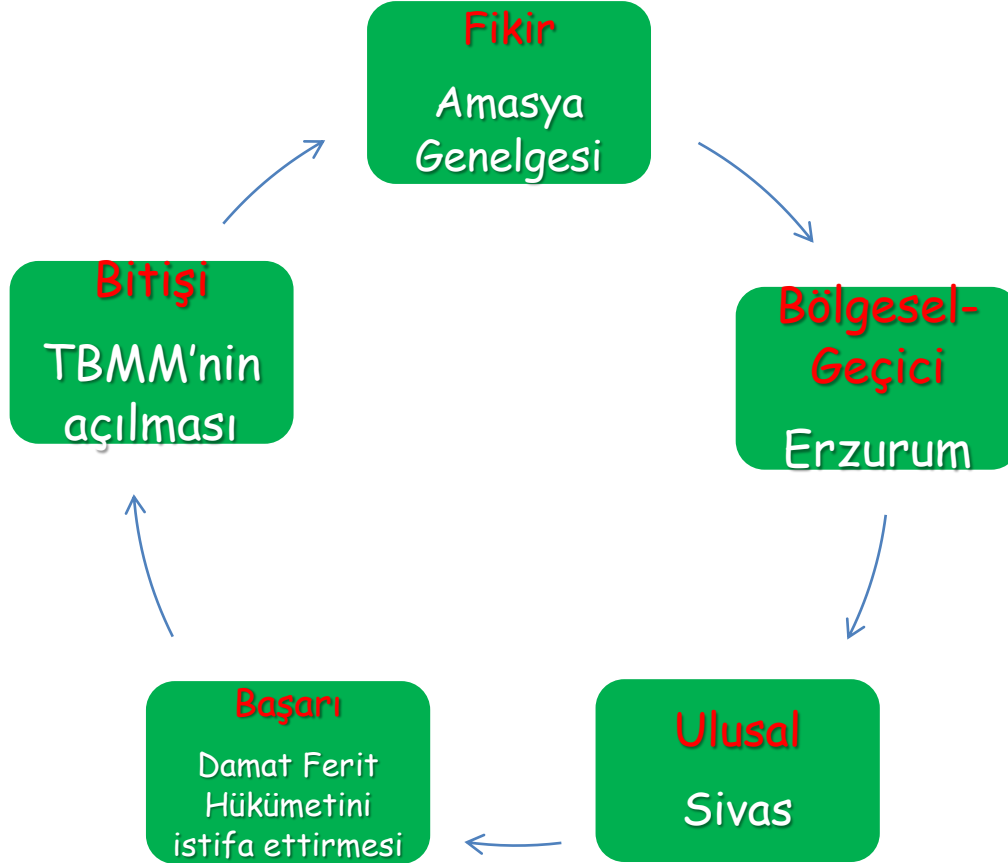 Fikir
Amasya
Genelgesi
Bölgesel-
Geçici
Erzurum
Ulusal
Sivas
Başarı
Damat Ferit
Hükümetini
istifa ettirmesi
Bitişi
TBMM’nin
açılması